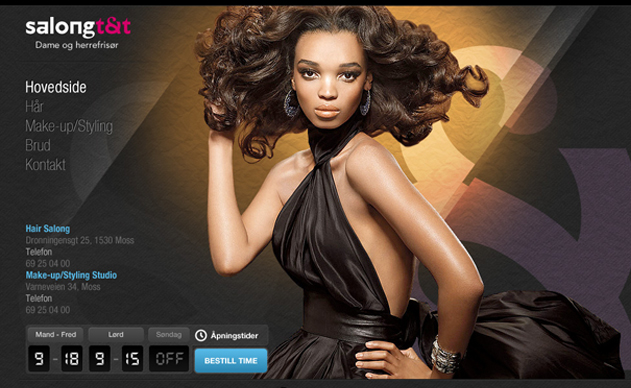 salongt&t
Dame og herrefrisør
Hovedside
Hår
Make-up/Styling
Brud
Kontakt
Hair Salong
Dronningensgt 25, 1530 Moss
Telefon
69 25 04 00
Make-up/Styling Studio
Varneveien 34, Moss
Telefon
69 25 04 00
Mand - Fred Lørd Søndag Åpningstider
9 - 18 9 - 15 OFF BESTILL TIME